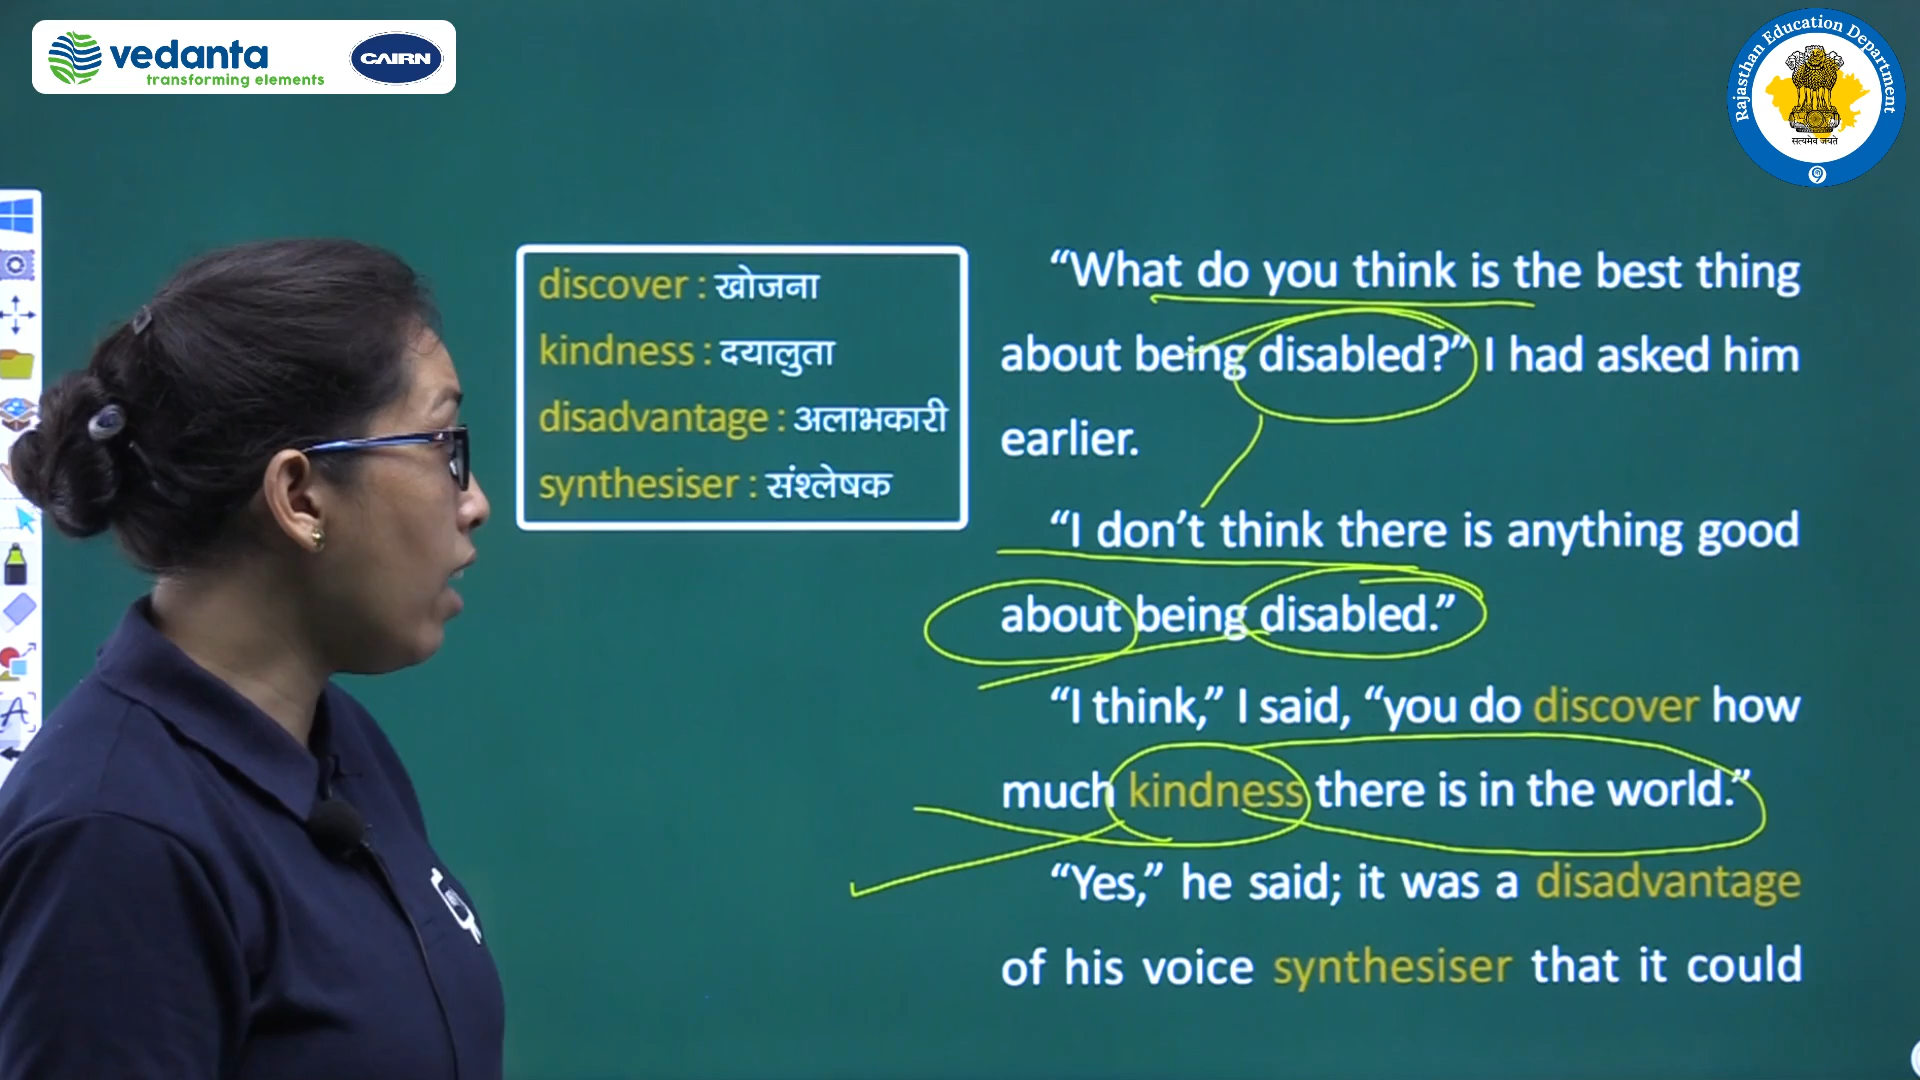 vedanta
transforming elements
CAIRN
Rajasthan Education Department
सत्यमेव जयते
discover : खोजना
kindness : दयालुता
disadvantage : अलाभकारी
synthesiser : संश्लेषक
“What do you think is the best thing
about being disabled?” I had asked him
earlier.
“I don’t think there is anything good
about being disabled.”
“I think,” I said, “you do discover how
much kindness there is in the world.”
“Yes,” he said; it was a disadvantage
of his voice synthesiser that it could